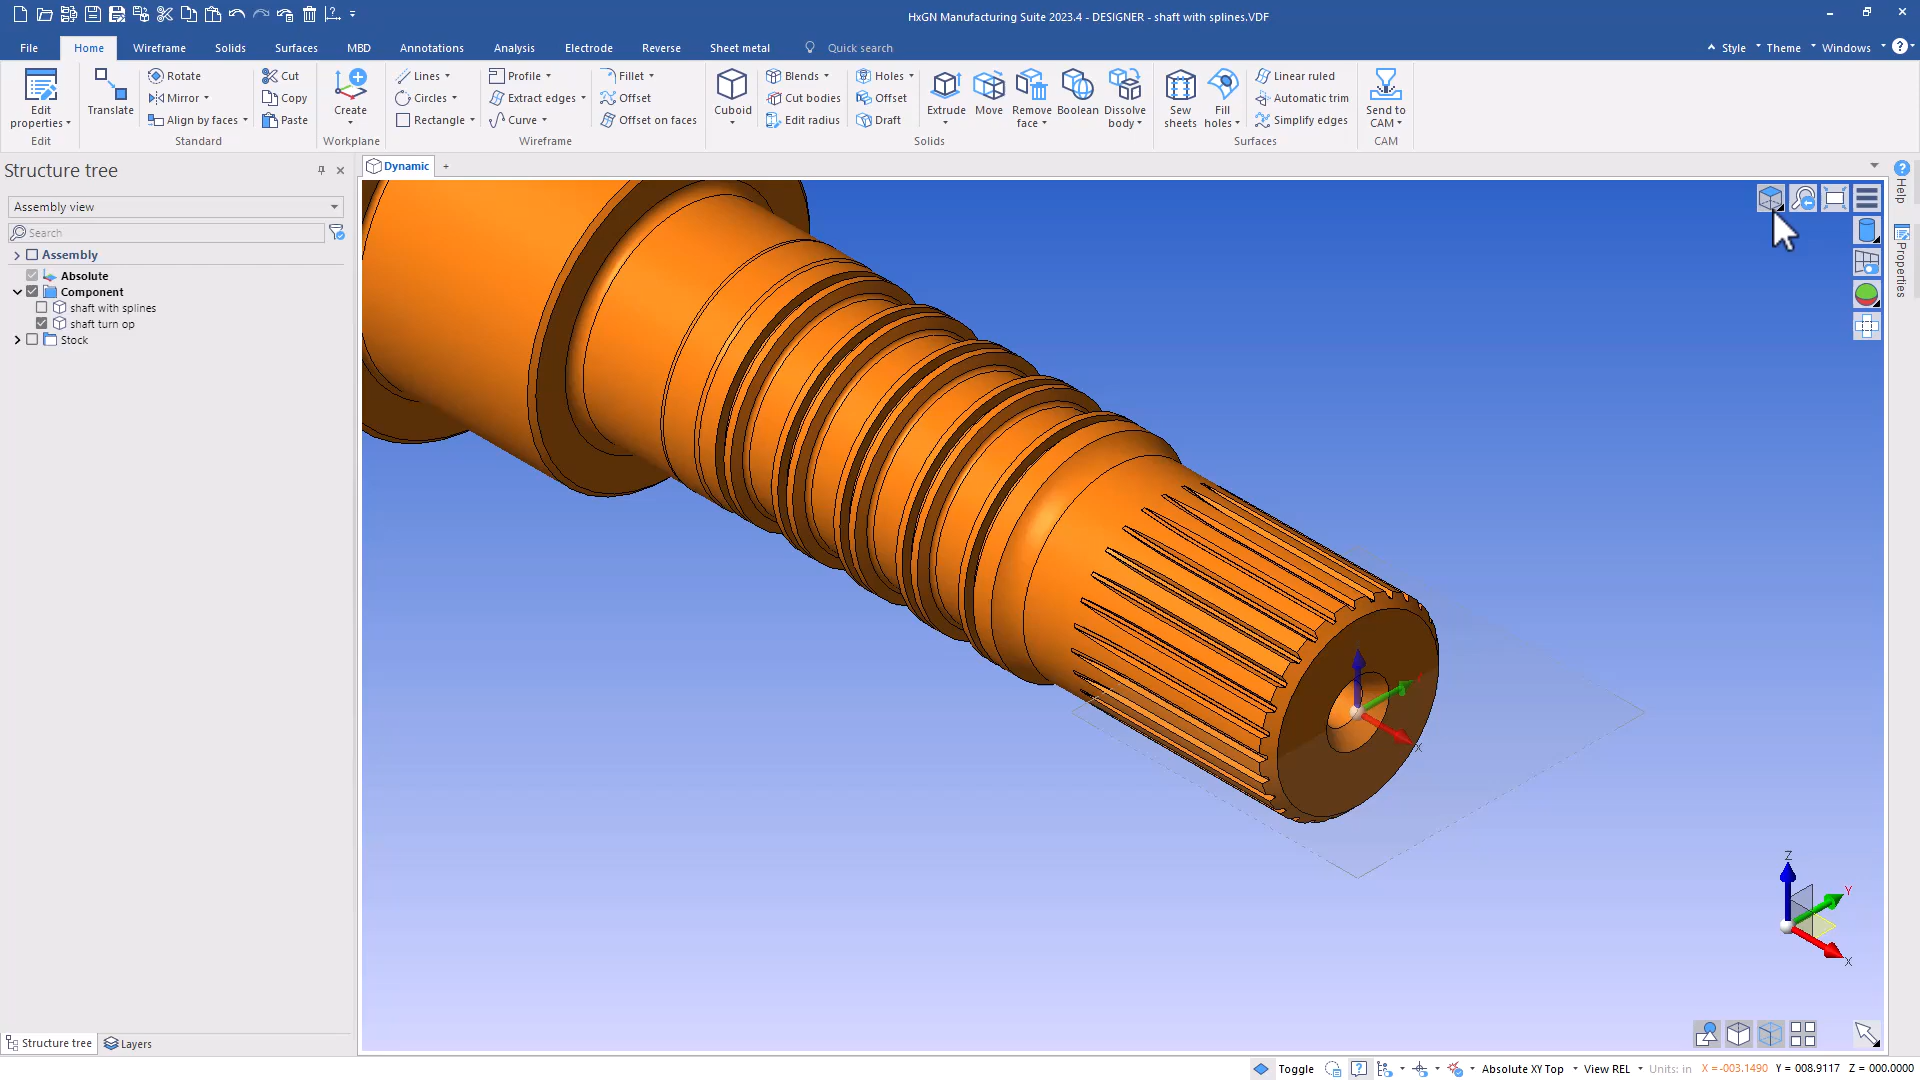 HxGN Manufacturing Suite 2023.4 - DESIGNER - shaft with splines.VDF
File Home Wireframe Solids Surfaces MBD Annotations Analysis Electrode Reverse Sheet metal Quick search Style Theme Windows
Edit properties
Edit
Translate
Rotate
Mirror
Align by faces
Cut
Copy
Paste
Standard
Create
Workplane
Lines
Circles
Rectangle
Profile
Extract edges
Curve
Fillet
Offset
Offset on faces
Wireframe
Cuboid
Blends
Cut bodies
Edit radius
Holes
Offset
Draft
Extrude
Move
Remove face
Boolean
Dissolve body
Solids
Sew sheets
Fill holes
Linear ruled
Automatic trim
Simplify edges
Surfaces
Send to CAM
CAM
Structure tree
Assembly view
Search
Assembly
Absolute
Component
shaft with splines
shaft turn op
Stock
Structure tree
Layers
Dynamic +
X
Z
Y
X
Help
Properties
Toggle
Absolute XY Top
View REL
Units: in
X =-003.1490
Y = 008.9117
Z = 000.0000